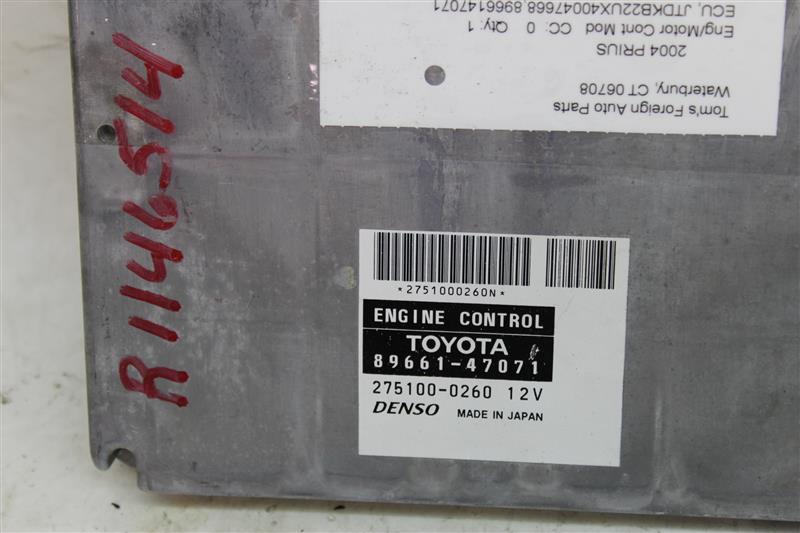 Tom's Foreign Auto Parts
Waterbury, CT 06708
2004 PRIUS
Eng/Motor Cont Mod CC: 0 Qty: 1
ECU, JTDKB22UX40047668.8966147071
R1146514
*2751000260N*
ENGINE CONTROL
TOYOTA
89661-47071
275100-0260 12V
DENSO MADE IN JAPAN